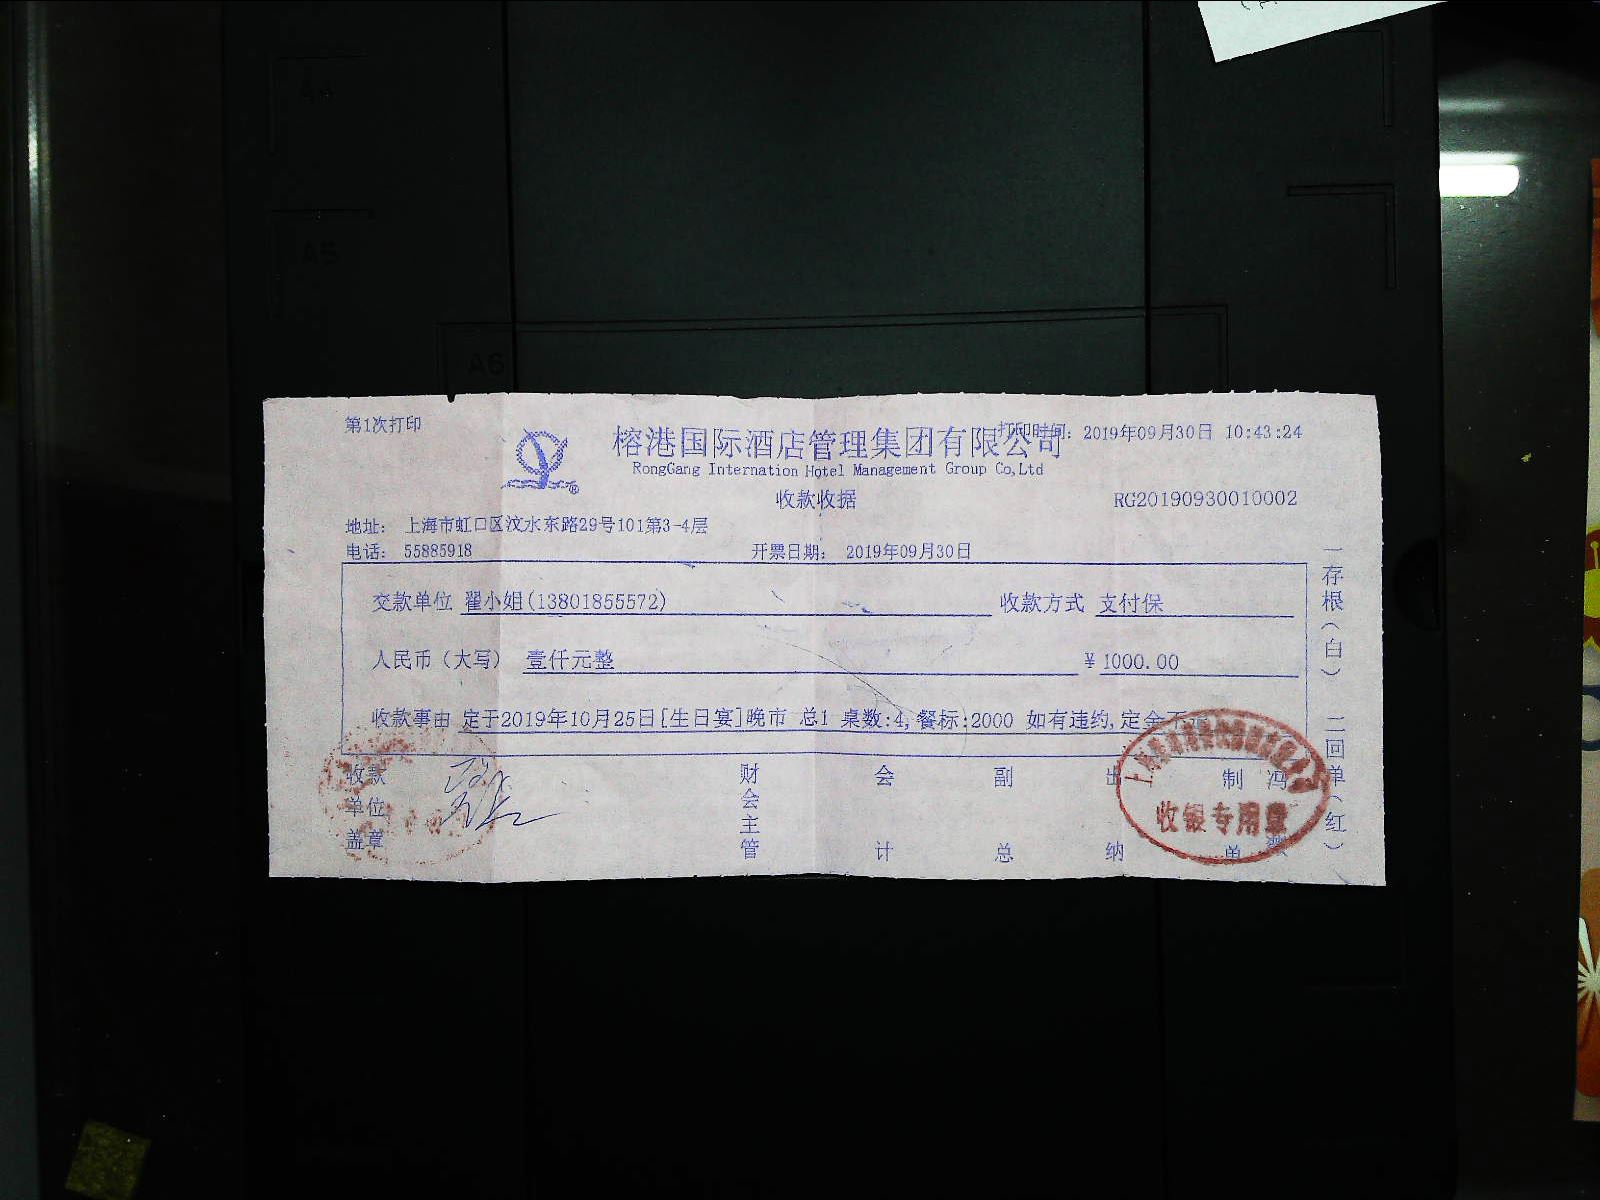 A4
A5
A6
第1次打印
榕港国际酒店管理集团有限公司
打印时间: 2019年09月30日 10:43:24
RongGang Internation Hotel Management Group Co,Ltd
收款收据
RG20190930010002
地址: 上海市虹口区汶水东路29号101第3-4层
电话: 55885918
开票日期: 2019年09月30日
交款单位 翟小姐(13801855572) 收款方式 支付保
人民币(大写) 壹仟元整 ¥ 1000.00
收款事由 定于2019年10月25日[生日宴]晚市 总1 桌数:4,餐标:2000 如有违约,定金不
一存根(白) 二回单(红)
收款单位盖章
财会主管
会计
副总
出纳
制单
冯
收银专用章